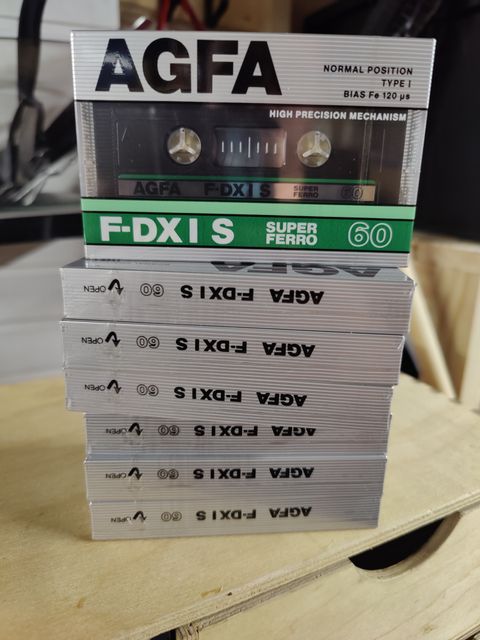 AGFA
NORMAL POSITION
TYPE I
BIAS Fe 120 µs
HIGH PRECISION MECHANISM
AGFA F-DXI S SUPER FERRO 60
F-DXI S SUPER FERRO 60
AGFA
AGFA F-DXI S 60 OPEN
AGFA F-DXI S 60 OPEN
AGFA F-DXI S 60 OPEN
AGFA F-DXI S 60 OPEN
AGFA F-DXI S 60 OPEN
AGFA F-DXI S 60 OPEN